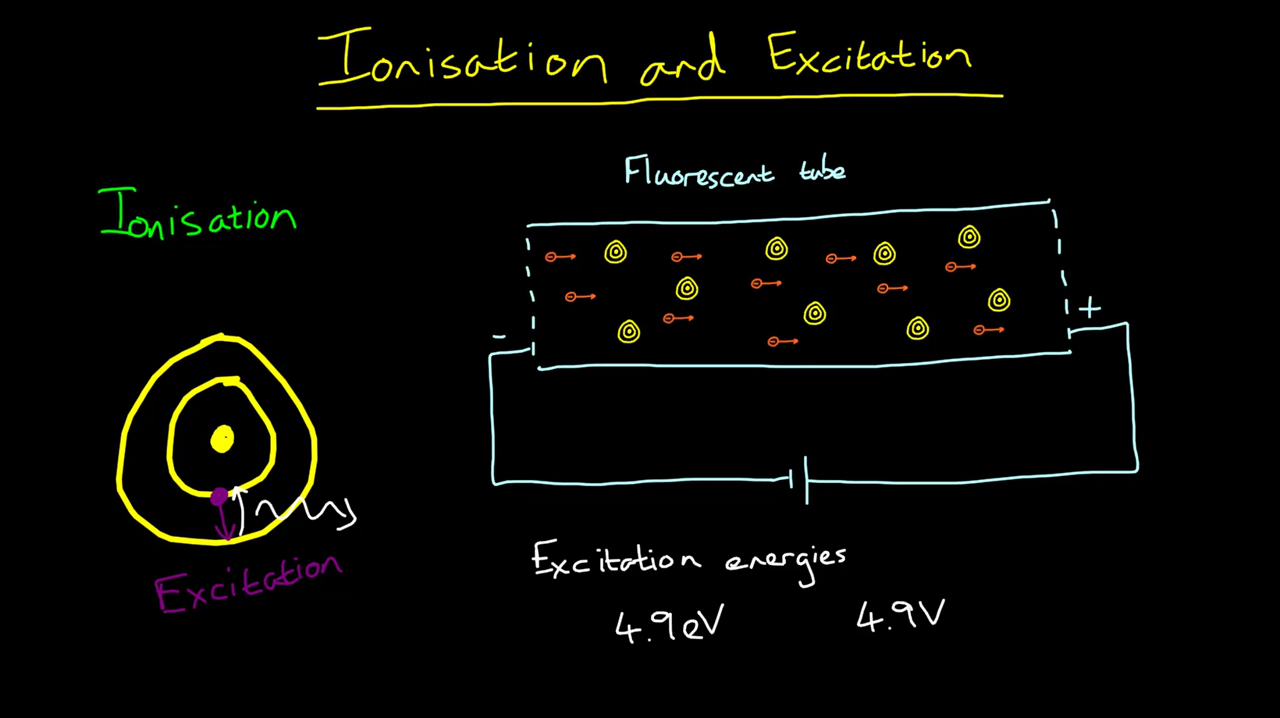 Ionisation and Excitation
Fluorescent tube
Ionisation
- +
Excitation energies
Excitation
4.9eV 4.9V